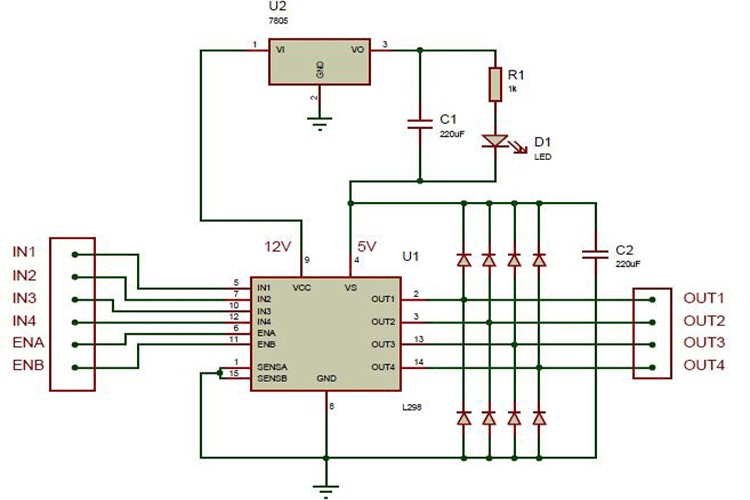 U2
7805
1 VI VO 3
GND
2
R1
1k
C1
220uF
D1
LED
12V 5V
9 4
U1
C2
220uF
IN1
IN2
IN3
IN4
ENA
ENB
VCC VS
5 IN1
7 IN2
10 IN3
12 IN4
6 ENA
11 ENB
1 SENSA
15 SENSB
GND
8
OUT1 2
OUT2 3
OUT3 13
OUT4 14
L298
OUT1
OUT2
OUT3
OUT4